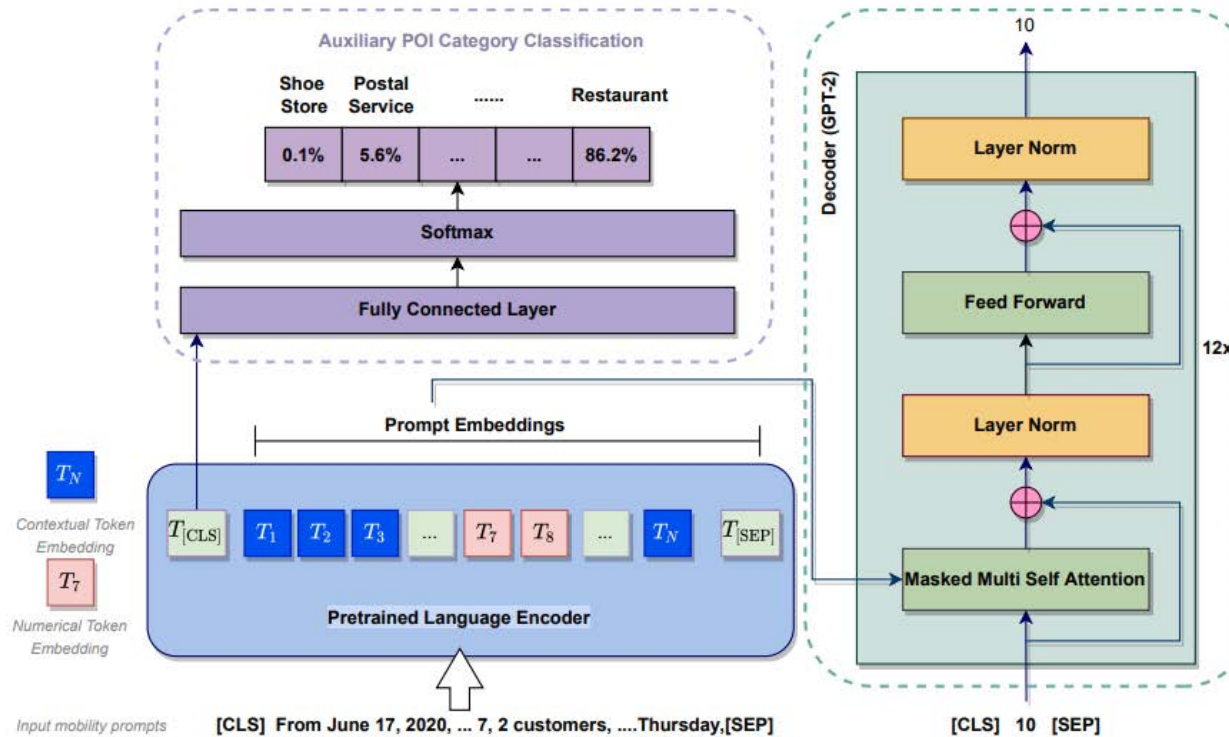 Auxiliary POI Category Classification
Shoe Store
Postal Service
......
Restaurant
0.1%
5.6%
...
...
86.2%
Softmax
Fully Connected Layer
Prompt Embeddings
T_N
Contextual Token
Embedding
T_7
Numerical Token
Embedding
T_[CLS]
T_1
T_2
T_3
...
T_7
T_8
...
T_N
T_[SEP]
Pretrained Language Encoder
Input mobility prompts
[CLS] From June 17, 2020, ... 7, 2 customers, ....Thursday,[SEP]
10
Decoder (GPT-2)
Layer Norm
Feed Forward
12x
Layer Norm
Masked Multi Self Attention
[CLS] 10 [SEP]